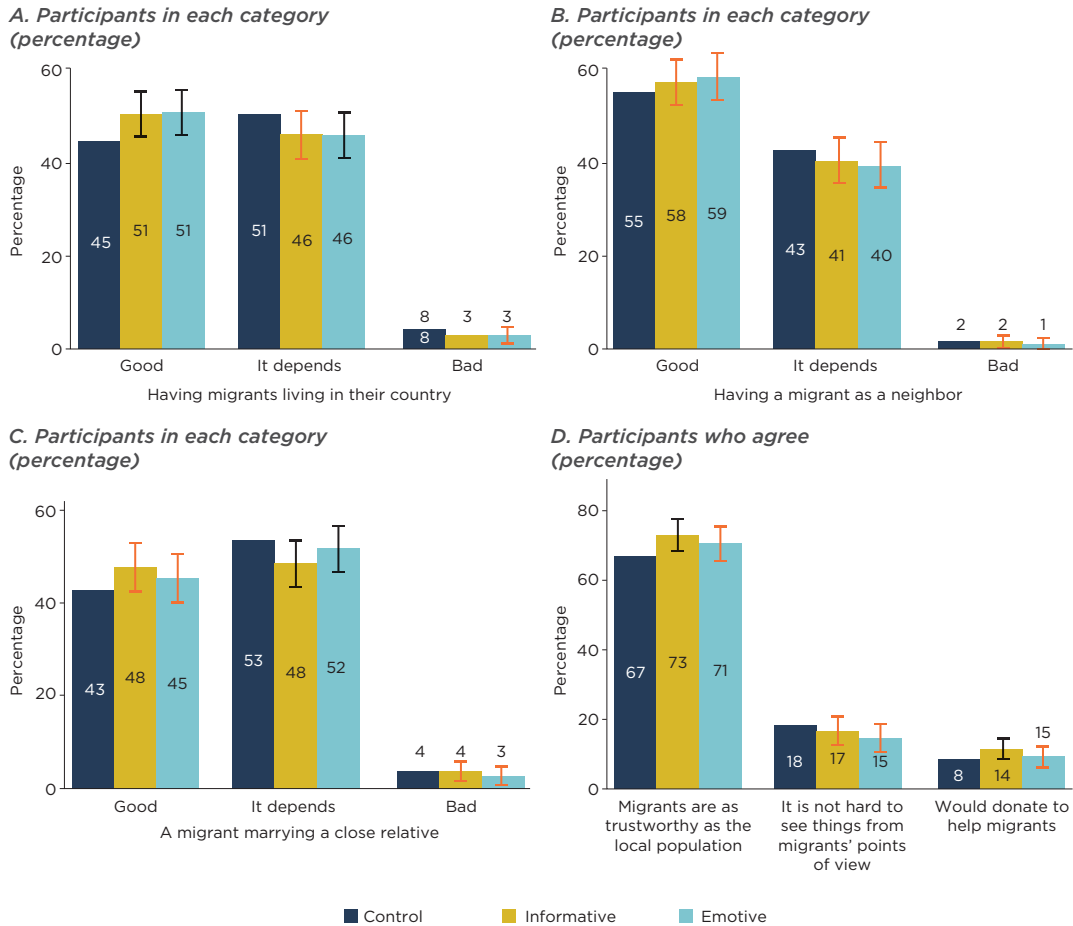 A. Participants in each category
(percentage)
60
40
20
0
Percentage
45
51
51
51
46
46
8
8
3
3
Good
It depends
Bad
Having migrants living in their country
B. Participants in each category
(percentage)
60
40
20
0
Percentage
55
58
59
43
41
40
2
2
1
Good
It depends
Bad
Having a migrant as a neighbor
C. Participants in each category
(percentage)
60
40
20
0
Percentage
43
48
45
53
48
52
4
4
3
Good
It depends
Bad
A migrant marrying a close relative
D. Participants who agree
(percentage)
80
60
40
20
0
Percentage
67
73
71
18
17
15
8
14
15
Migrants are as
trustworthy as the
local population
It is not hard to
see things from
migrants' points
of view
Would donate to
help migrants
Control
Informative
Emotive